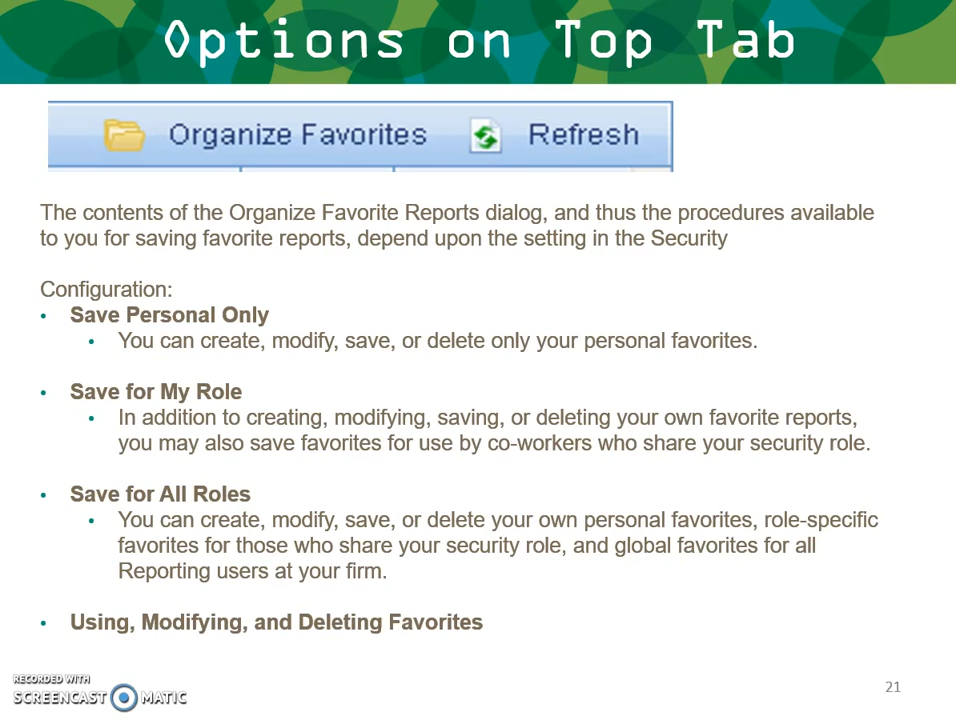 Options on Top Tab
Organize Favorites Refresh
The contents of the Organize Favorite Reports dialog, and thus the procedures available
to you for saving favorite reports, depend upon the setting in the Security
Configuration:
• Save Personal Only
• You can create, modify, save, or delete only your personal favorites.
• Save for My Role
• In addition to creating, modifying, saving, or deleting your own favorite reports,
you may also save favorites for use by co-workers who share your security role.
• Save for All Roles
• You can create, modify, save, or delete your own personal favorites, role-specific
favorites for those who share your security role, and global favorites for all
Reporting users at your firm.
• Using, Modifying, and Deleting Favorites
RECORDED WITH
SCREENCAST MATIC
21